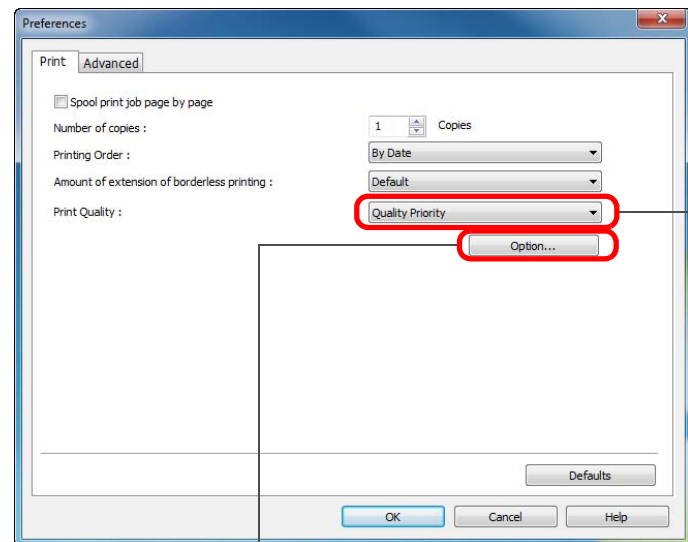 Preferences
Print Advanced
Spool print job page by page
Number of copies : 1 Copies
Printing Order : By Date
Amount of extension of borderless printing : Default
Print Quality : Quality Priority
Option...
Defaults
OK Cancel Help